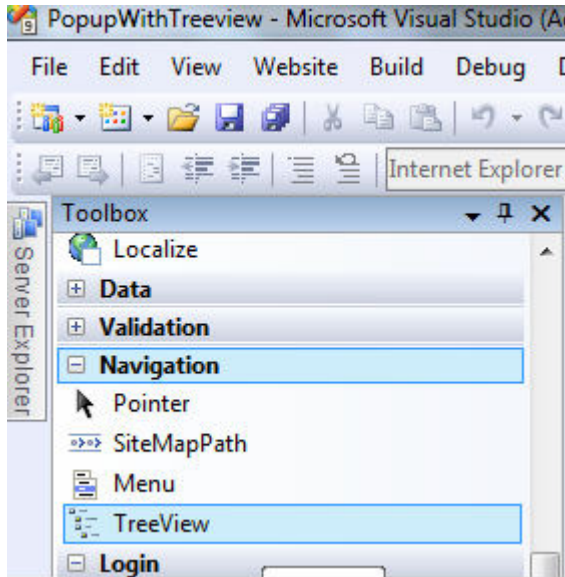 PopupWithTreeview - Microsoft Visual Studio (A
File Edit View Website Build Debug
Internet Explorer
Toolbox
Server Explorer
Localize
Data
Validation
Navigation
Pointer
SiteMapPath
Menu
TreeView
Login